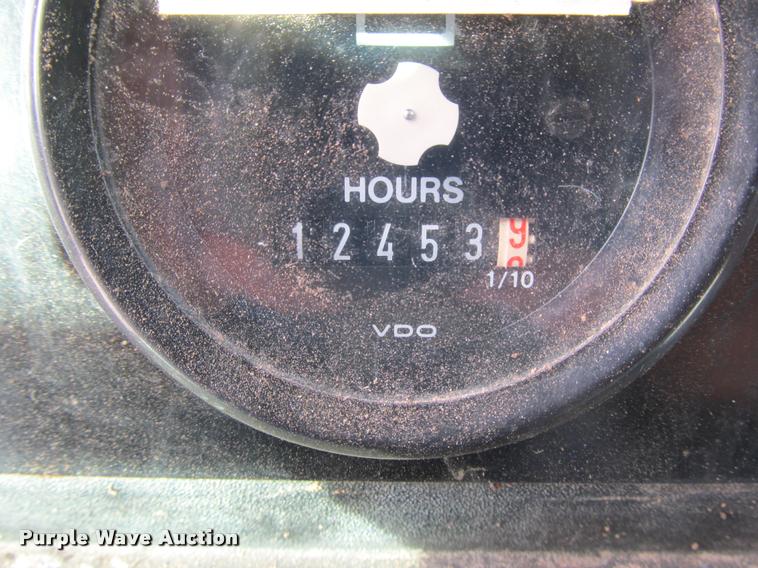 HOURS
1 2 4 5 3 9
1/10
VDO
Purple Wave Auction